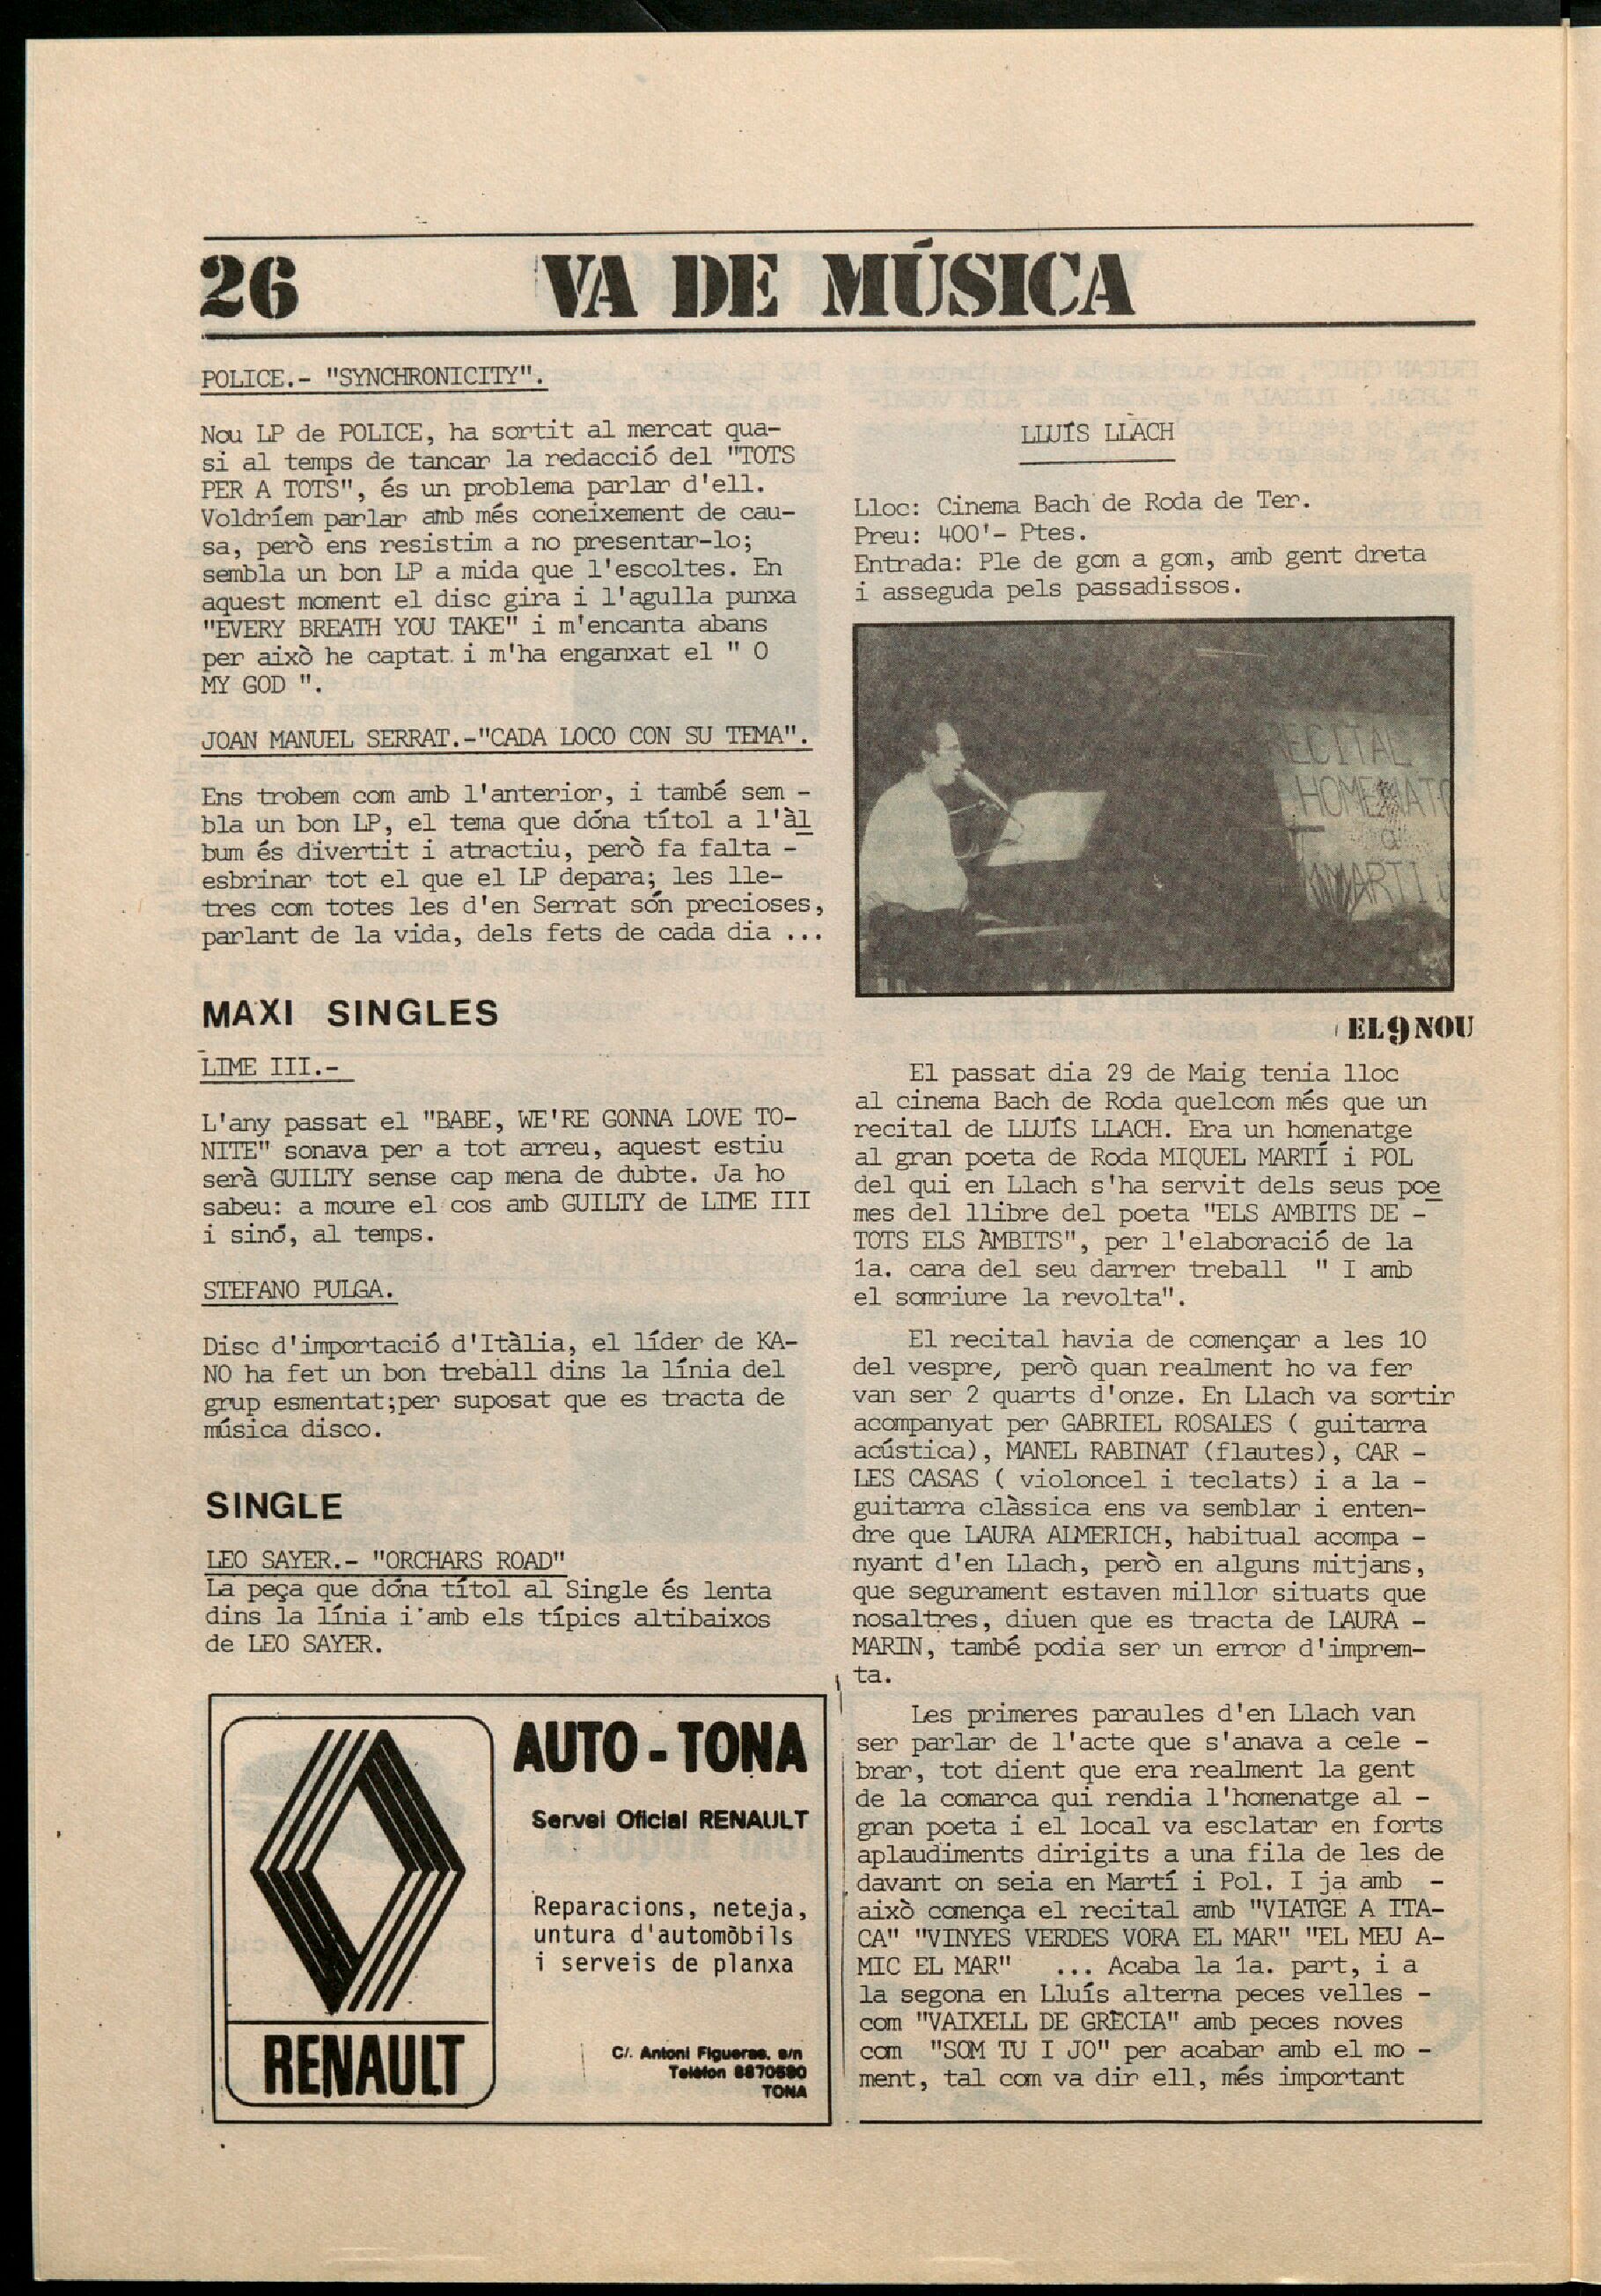 26 VA DE MÚSICA
POLICE.- "SYNCHRONICITY".
Nou LP de POLICE, ha sortit al mercat qua-
si al temps de tancar la redacció del "TOTS
PER A TOTS", és un problema parlar d'ell.
Voldríem parlar amb més coneixement de cau-
sa, però ens resistim a no presentar-lo;
sembla un bon LP a mida que l'escoltes. En
aquest moment el disc gira i l'agulla punxa
"EVERY BREATH YOU TAKE" i m'encanta abans
per això he captat i m'ha enganxat el " O
MY GOD ".
JOAN MANUEL SERRAT.-"CADA LOCO CON SU TEMA".
Ens trobem com amb l'anterior, i també sem -
bla un bon LP, el tema que dóna títol a l'àl
bum és divertit i atractiu, però fa falta -
esbrinar tot el que el LP depara; les lle-
tres com totes les d'en Serrat són precioses,
parlant de la vida, dels fets de cada dia ...
MAXI SINGLES
LIME III.-
L'any passat el "BABE, WE'RE GONNA LOVE TO-
NITE" sonava per a tot arreu, aquest estiu
serà GUILTY sense cap mena de dubte. Ja ho
sabeu: a moure el cos amb GUILTY de LIME III
i sinó, al temps.
STEFANO PULGA.
Disc d'importació d'Itàlia, el líder de KA-
NO ha fet un bon treball dins la línia del
grup esmentat;per suposat que es tracta de
música disco.
SINGLE
LEO SAYER.- "ORCHARS ROAD"
La peça que dóna títol al Single és lenta
dins la línia i amb els típics altibaixos
de LEO SAYER.
AUTO - TONA
Servei Oficial RENAULT
Reparacions, neteja,
untura d'automòbils
i serveis de planxa
RENAULT
C/. Antoni Figueras, s/n
Telèfon 8870590
TONA
LLUÍS LLACH
Lloc: Cinema Bach de Roda de Ter.
Preu: 400'- Ptes.
Entrada: Ple de gom a gom, amb gent dreta
i asseguda pels passadissos.
RECITAL
HOMENATG
a
MARTI i
EL 9 NOU
El passat dia 29 de Maig tenia lloc
al cinema Bach de Roda quelcom més que un
recital de LLUÍS LLACH. Era un homenatge
al gran poeta de Roda MIQUEL MARTÍ i POL
del qui en Llach s'ha servit dels seus poe
mes del llibre del poeta "ELS AMBITS DE -
TOTS ELS ÀMBITS", per l'elaboració de la
1a. cara del seu darrer treball " I amb
el somriure la revolta".
El recital havia de començar a les 10
del vespre, però quan realment ho va fer
van ser 2 quarts d'onze. En Llach va sortir
acompanyat per GABRIEL ROSALES ( guitarra
acústica), MANEL RABINAT (flautes), CAR -
LES CASAS ( violoncel i teclats) i a la -
guitarra clàssica ens va semblar i enten-
dre que LAURA ALMERICH, habitual acompa -
nyant d'en Llach, però en alguns mitjans,
que segurament estaven millor situats que
nosaltres, diuen que es tracta de LAURA -
MARIN, també podia ser un error d'imprem-
ta.
Les primeres paraules d'en Llach van
ser parlar de l'acte que s'anava a cele -
brar, tot dient que era realment la gent
de la comarca qui rendia l'homenatge al -
gran poeta i el local va esclatar en forts
aplaudiments dirigits a una fila de les de
davant on seia en Martí i Pol. I ja amb -
això comença el recital amb "VIATGE A ITA-
CA" "VINYES VERDES VORA EL MAR" "EL MEU A-
MIC EL MAR" ... Acaba la 1a. part, i a
la segona en Lluís alterna peces velles -
com "VAIXELL DE GRÈCIA" amb peces noves
com "SOM TU I JO" per acabar amb el mo -
ment, tal com va dir ell, més important